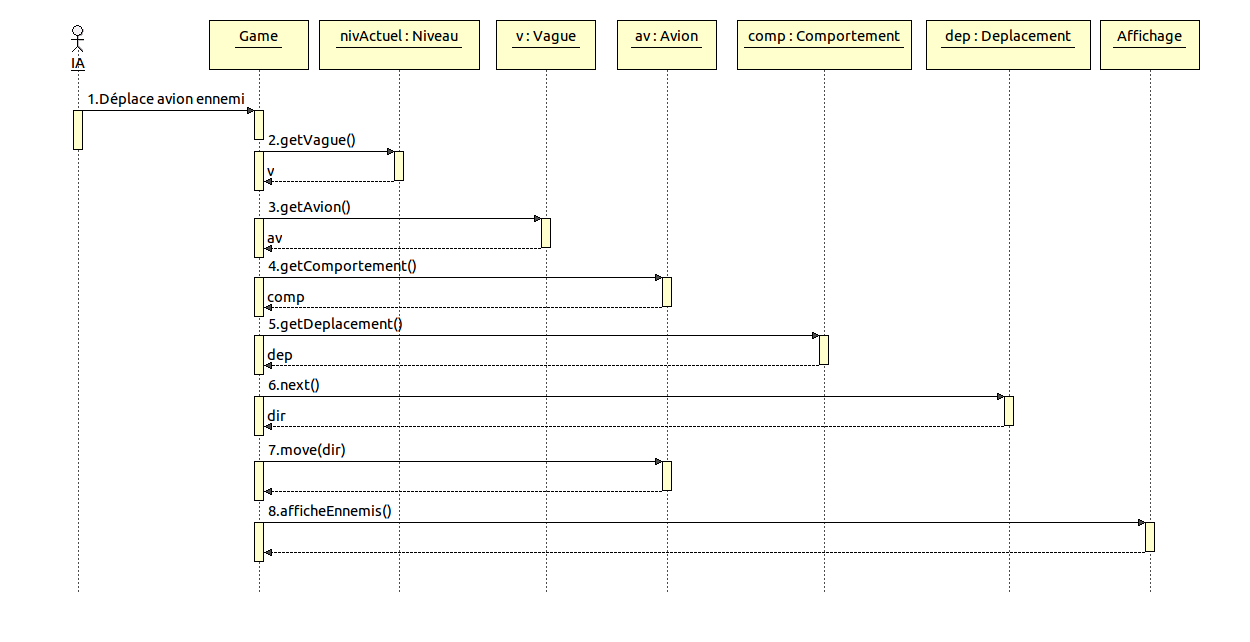 IA
Game
nivActuel : Niveau
v : Vague
av : Avion
comp : Comportement
dep : Deplacement
Affichage
1.Déplace avion ennemi
2.getVague()
v
3.getAvion()
av
4.getComportement()
comp
5.getDeplacement()
dep
6.next()
dir
7.move(dir)
8.afficheEnnemis()